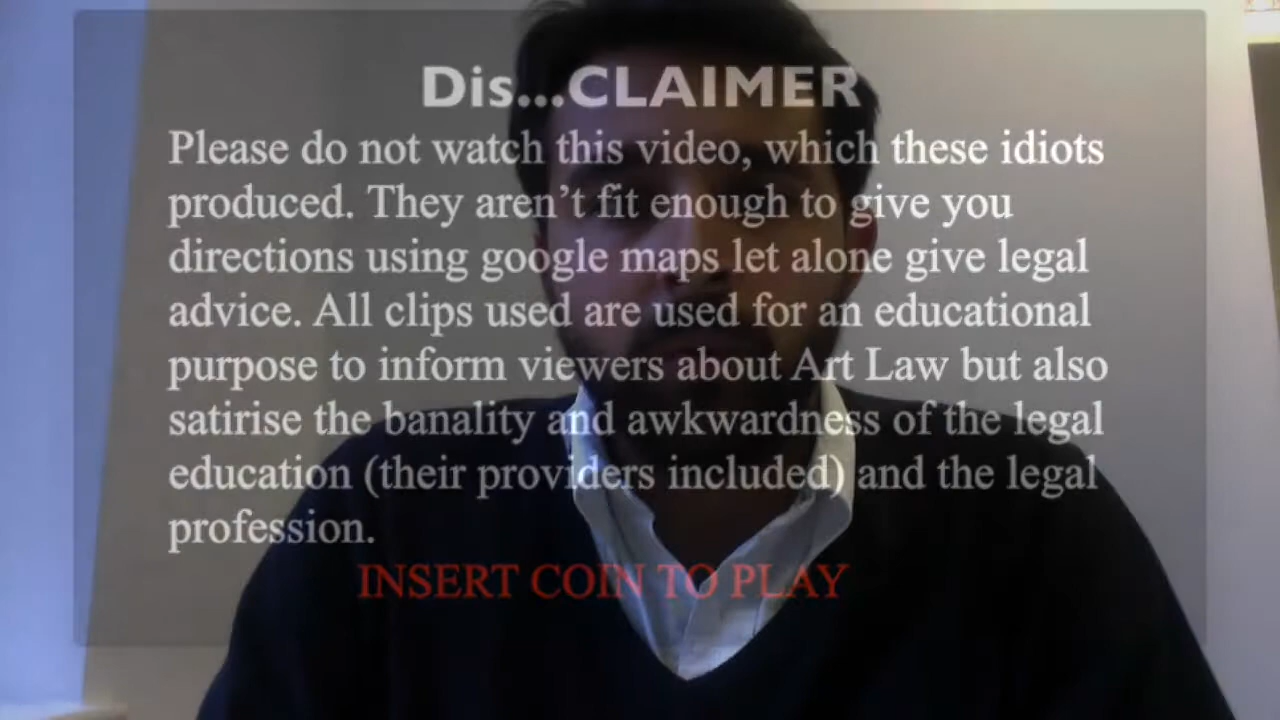 Dis...CLAIMER
Please do not watch this video, which these idiots
produced. They aren’t fit enough to give you
directions using google maps let alone give legal
advice. All clips used are used for an educational
purpose to inform viewers about Art Law but also
satirise the banality and awkwardness of the legal
education (their providers included) and the legal
profession.
INSERT COIN TO PLAY